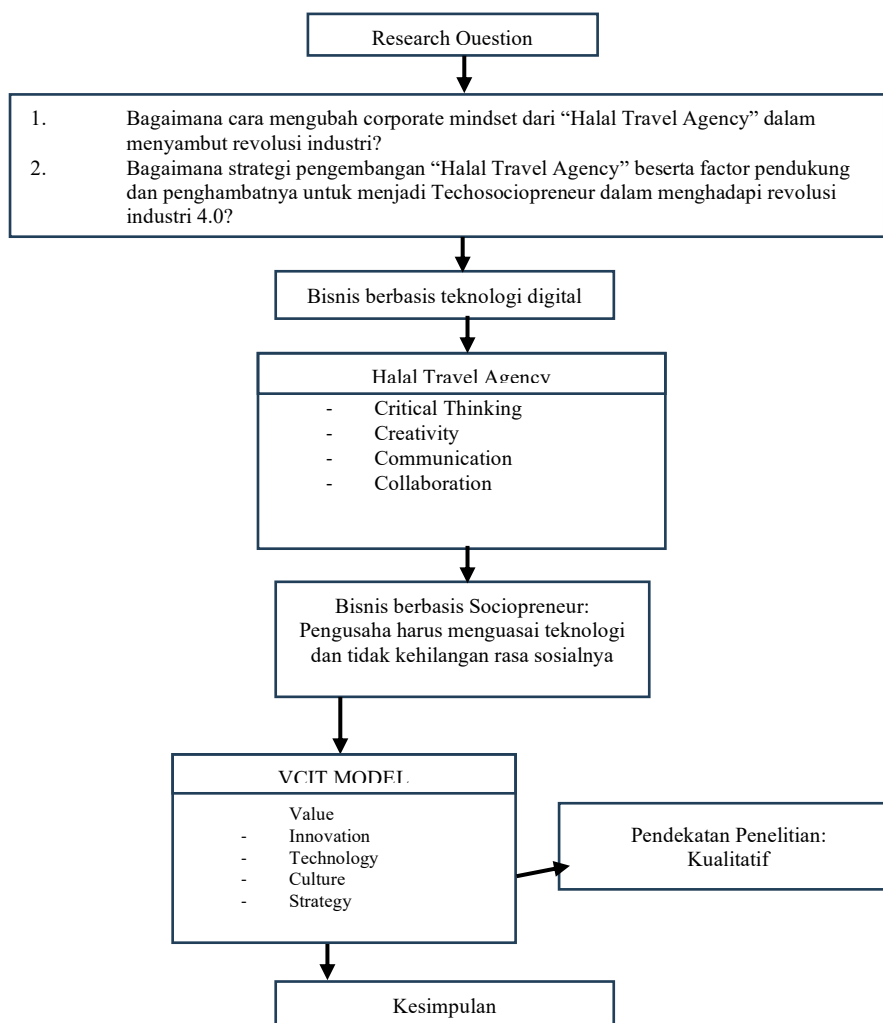 Research Question
1. Bagaimana cara mengubah corporate mindset dari “Halal Travel Agency” dalam
menyambut revolusi industri?
2. Bagaimana strategi pengembangan “Halal Travel Agency” beserta factor pendukung
dan penghambatnya untuk menjadi Techosociopreneur dalam menghadapi revolusi
industri 4.0?
Bisnis berbasis teknologi digital
Halal Travel Agency
- Critical Thinking
- Creativity
- Communication
- Collaboration
Bisnis berbasis Sociopreneur:
Pengusaha harus menguasai teknologi
dan tidak kehilangan rasa sosialnya
VCIT MODEL
Value
- Innovation
- Technology
- Culture
- Strategy
Pendekatan Penelitian:
Kualitatif
Kesimpulan